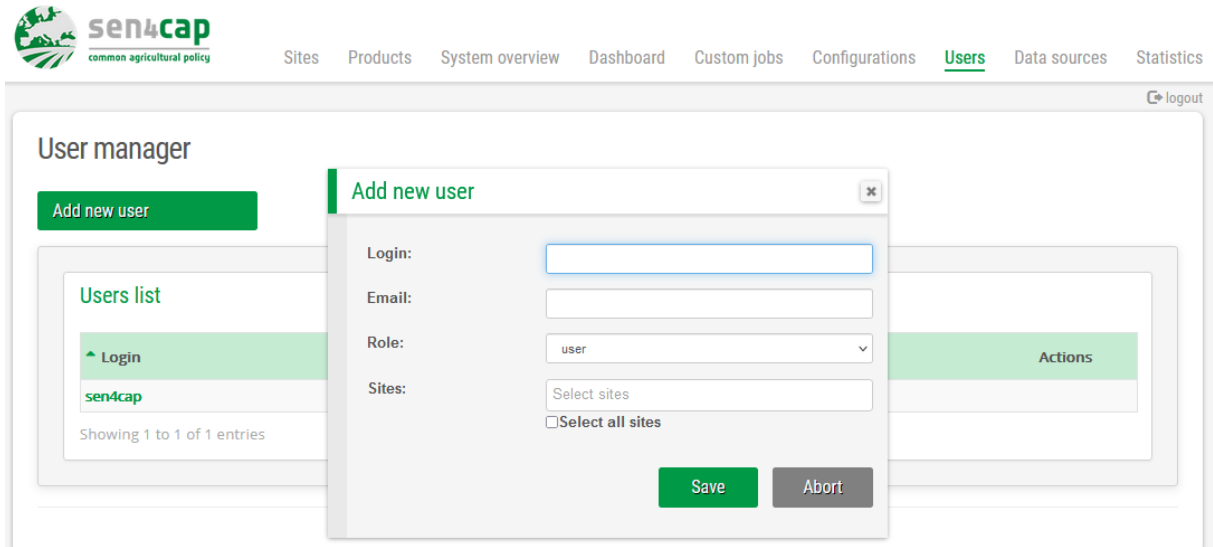 sen4cap
common agricultural policy
Sites Products System overview Dashboard Custom jobs Configurations Users Data sources Statistics
logout
User manager
Add new user
Users list
Login Actions
sen4cap
Showing 1 to 1 of 1 entries
Add new user
Login:
Email:
Role: user
Sites: Select sites
Select all sites
Save Abort